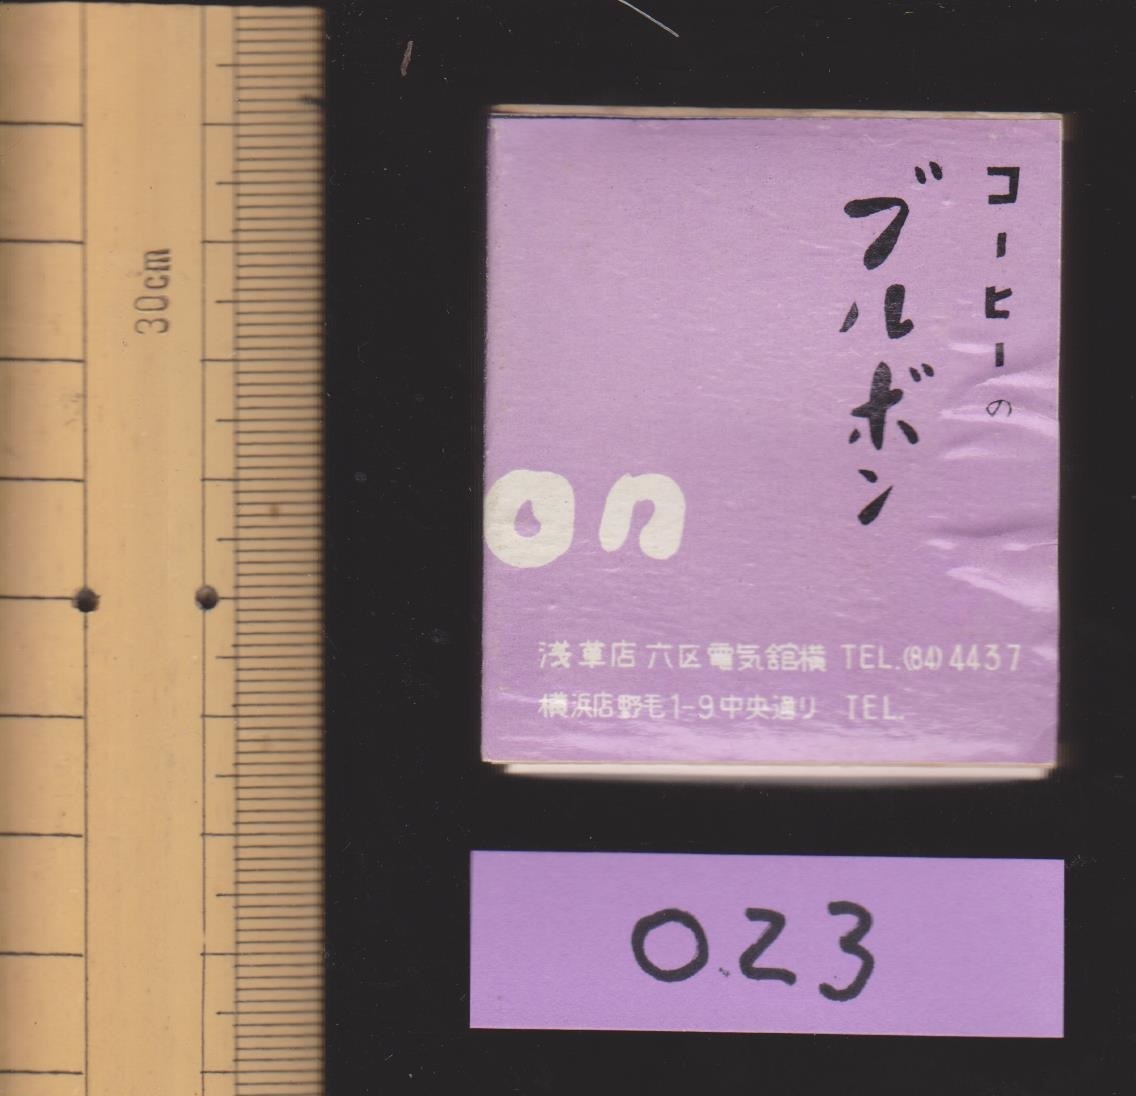 30cm
コーヒーの
ブルボン
on
浅草店 六区電気館横 TEL.(84)4437
横浜店野毛1-9中央通り TEL.
023